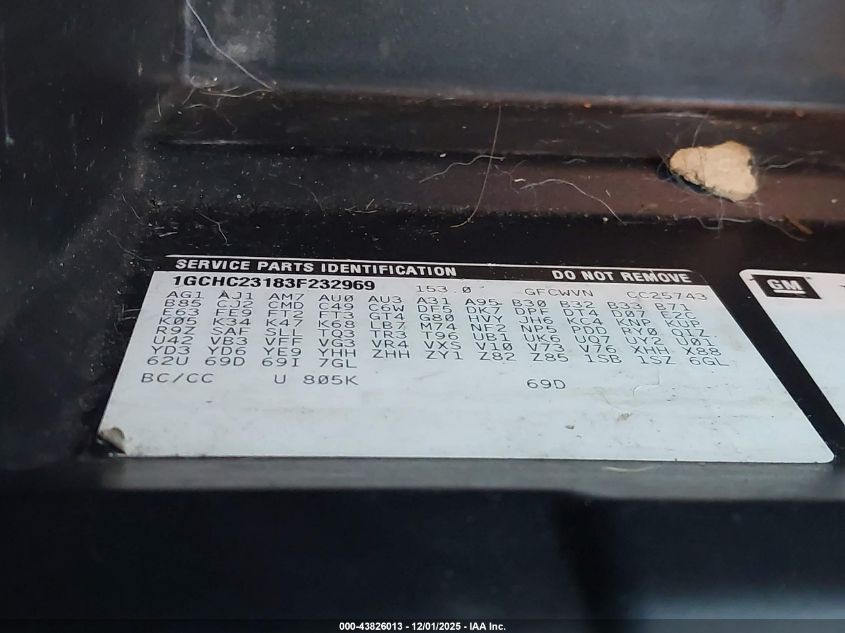 SERVICE PARTS IDENTIFICATION DO NOT REMOVE
1GCHC23183F232969 153.0 GFCWVN CC25743
AG1 AJ1 AM7 AU0 AU3 A31 A95 B30 B32 B33 B71
B85 CJ2 CMD C49 C6W DF5 DK7 DPF DT4 D07 EZC
E63 FE9 FT2 FT3 GT4 G80 HVY JH6 KC4 KNP KUP
K05 K34 K47 K68 LB7 M74 NF2 NP5 PDD PY0 QIZ
R92 SAF SLL TQ3 TR3 T96 UB1 UK6 UQ7 UY2 U01
U42 VB3 VFF VG3 VR4 VXS V10 V73 V76 XHH X88
YD3 YD6 YE9 YHH ZHH ZY1 Z82 Z85 1SB 1SZ 6GL
62U 69D 69I 7GL
BC/CC U 805K 69D
GM
000-43826013 - 12/01/2025 - IAA Inc.